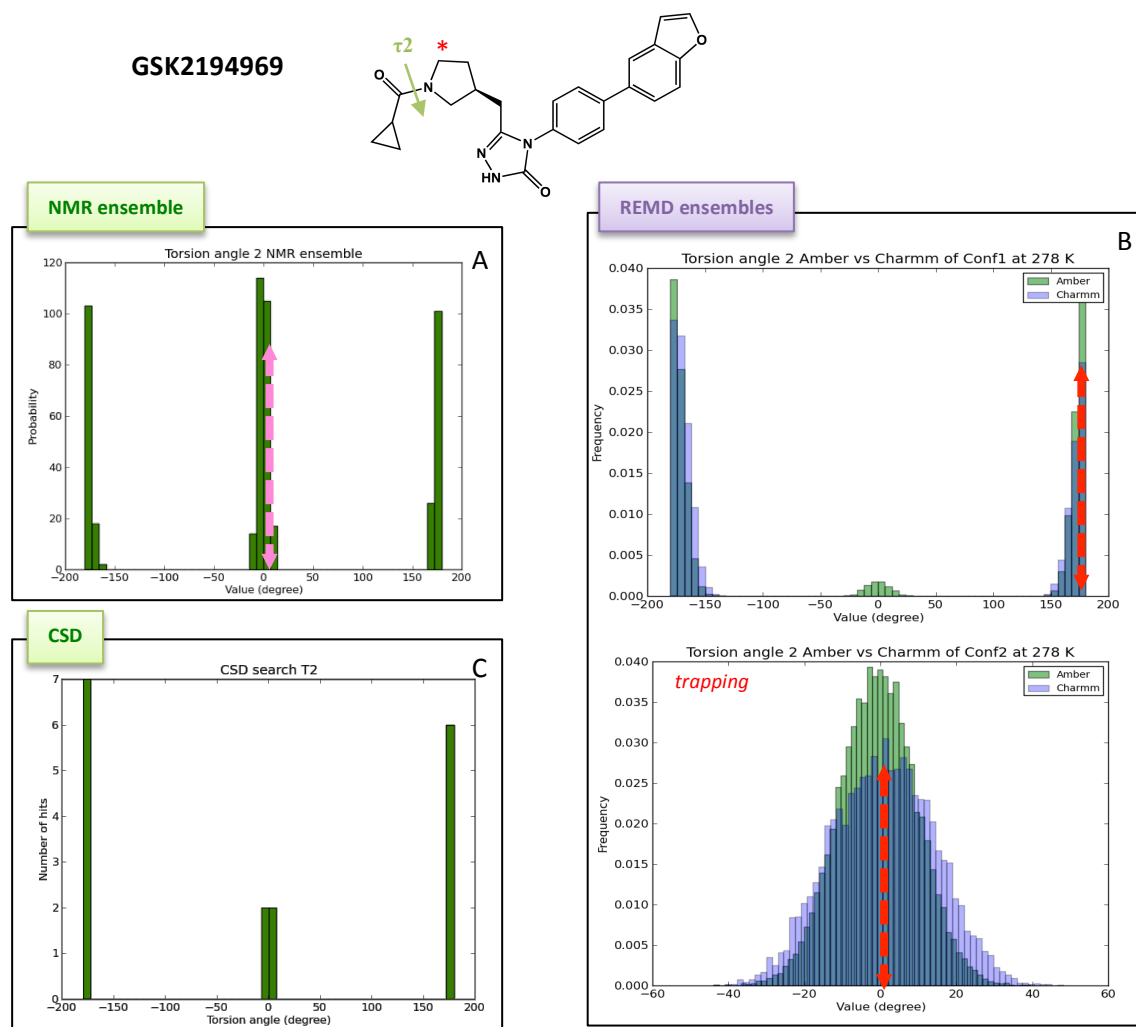 GSK2194969
τ2
*
O
N
N
N
HN
O
O
NMR ensemble
A
Torsion angle 2 NMR ensemble
120
100
80
60
40
20
0
Probability
−200 −150 −100 −50 0 50 100 150 200
Value (degree)
CSD
C
CSD search T2
7
6
5
4
3
2
1
0
Number of hits
−200 −150 −100 −50 0 50 100 150 200
Torsion angle (degree)
REMD ensembles
B
Torsion angle 2 Amber vs Charmm of Conf1 at 278 K
Amber
Charmm
0.040
0.035
0.030
0.025
0.020
0.015
0.010
0.005
0.000
Frequency
−200 −150 −100 −50 0 50 100 150 200
Value (degree)
Torsion angle 2 Amber vs Charmm of Conf2 at 278 K
trapping
Amber
Charmm
0.040
0.035
0.030
0.025
0.020
0.015
0.010
0.005
0.000
Frequency
−60 −40 −20 0 20 40 60
Value (degree)